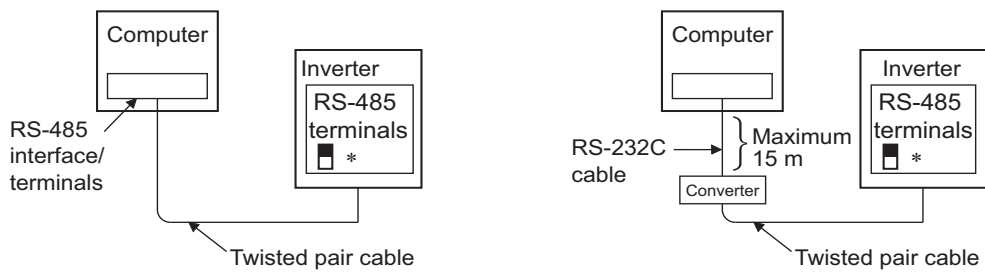 Computer
Inverter
RS-485
terminals
*
RS-485
interface/
terminals
Twisted pair cable
Computer
Inverter
RS-485
terminals
*
RS-232C
cable
Maximum
15 m
Converter
Twisted pair cable